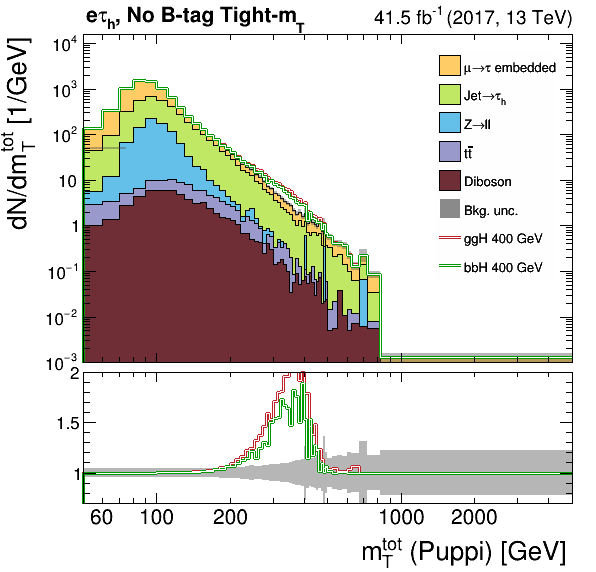 eτh, No B-tag Tight-mT 41.5 fb⁻¹ (2017, 13 TeV)
dN/dmTᵗᵒᵗ [1/GeV]
10⁴
10³
10²
10
1
10⁻¹
10⁻²
10⁻³
μ→τ embedded
Jet→τh
Z→ll
tt̄
Diboson
Bkg. unc.
ggH 400 GeV
bbH 400 GeV
2
1.5
1
60 100 200 1000 2000
mTᵗᵒᵗ (Puppi) [GeV]